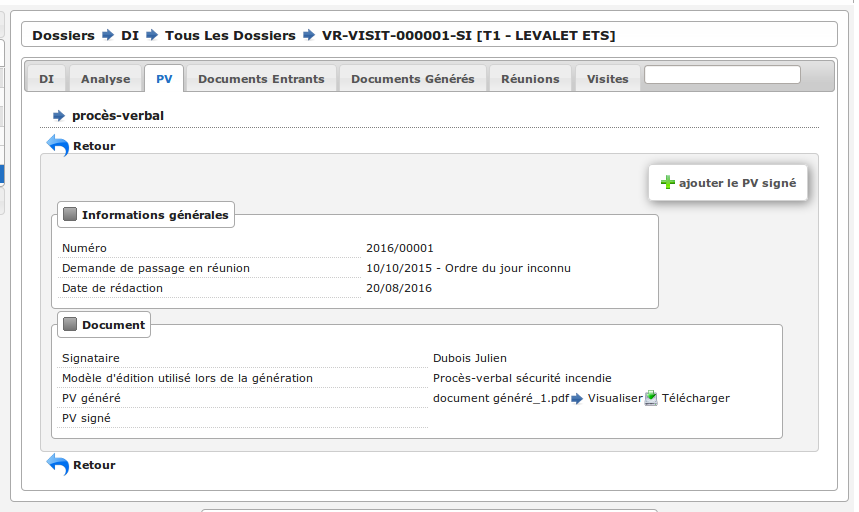 Dossiers DI Tous Les Dossiers VR-VISIT-000001-SI [T1 - LEVALET ETS]
DI Analyse PV Documents Entrants Documents Générés Réunions Visites
procès-verbal
Retour
ajouter le PV signé
Informations générales
Numéro 2016/00001
Demande de passage en réunion 10/10/2015 - Ordre du jour inconnu
Date de rédaction 20/08/2016
Document
Signataire Dubois Julien
Modèle d'édition utilisé lors de la génération Procès-verbal sécurité incendie
PV généré document généré_1.pdf Visualiser Télécharger
PV signé
Retour